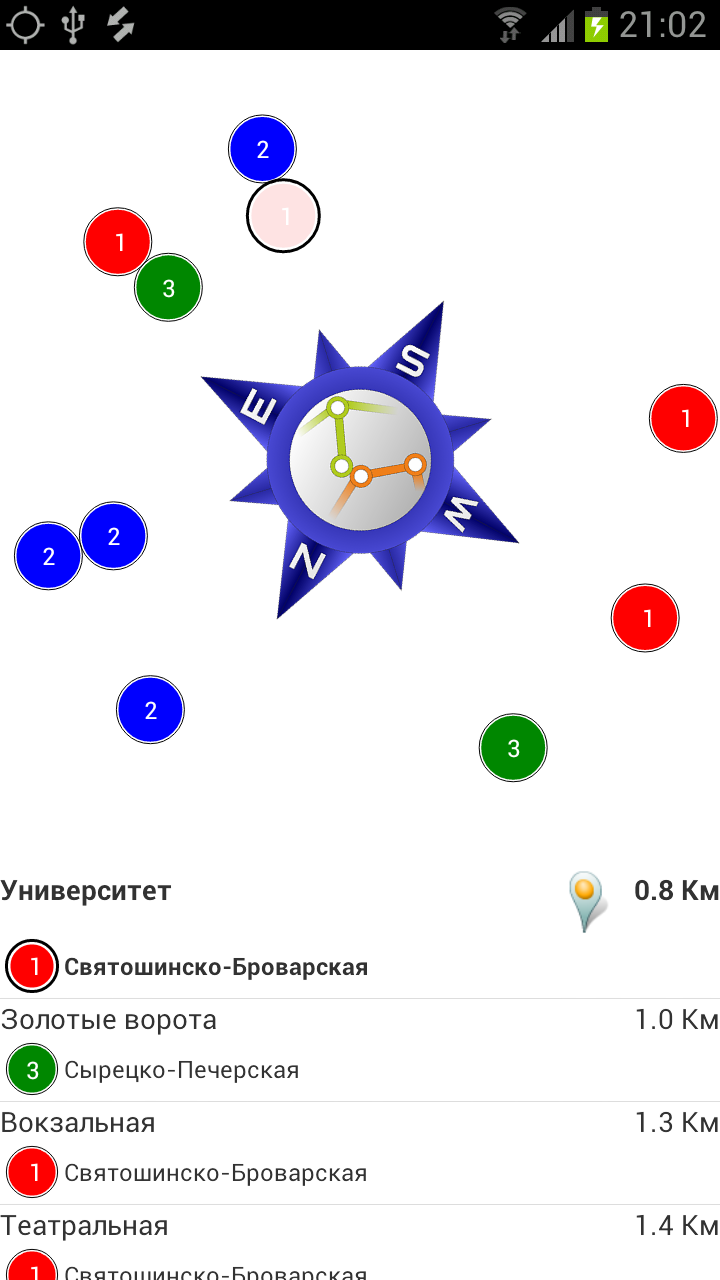 21:02
2
1
1
3
S
E
1
W
2
2
N
1
2
3
Университет 0.8 Км
1 Святошинско-Броварская
Золотые ворота 1.0 Км
3 Сырецко-Печерская
Вокзальная 1.3 Км
1 Святошинско-Броварская
Театральная 1.4 Км
1 Святошинско-Броварская